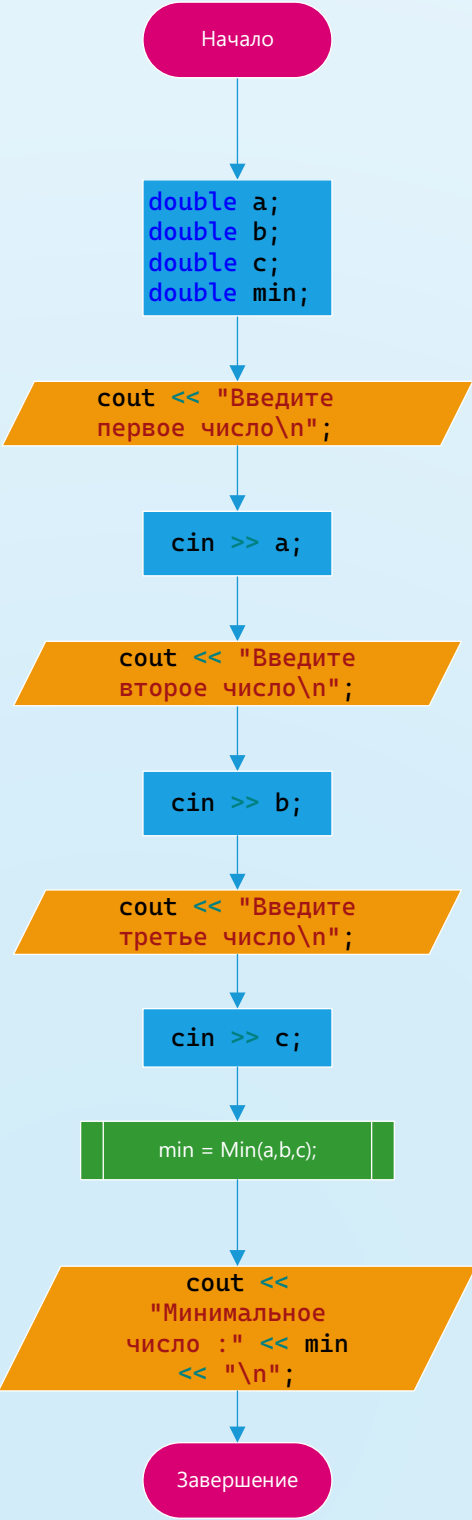 Начало
double a;
double b;
double c;
double min;
cout << "Введите
первое число\n";
cin >> a;
cout << "Введите
второе число\n";
cin >> b;
cout << "Введите
третье число\n";
cin >> c;
min = Min(a,b,c);
cout <<
"Минимальное
число :" << min
<< "\n";
Завершение